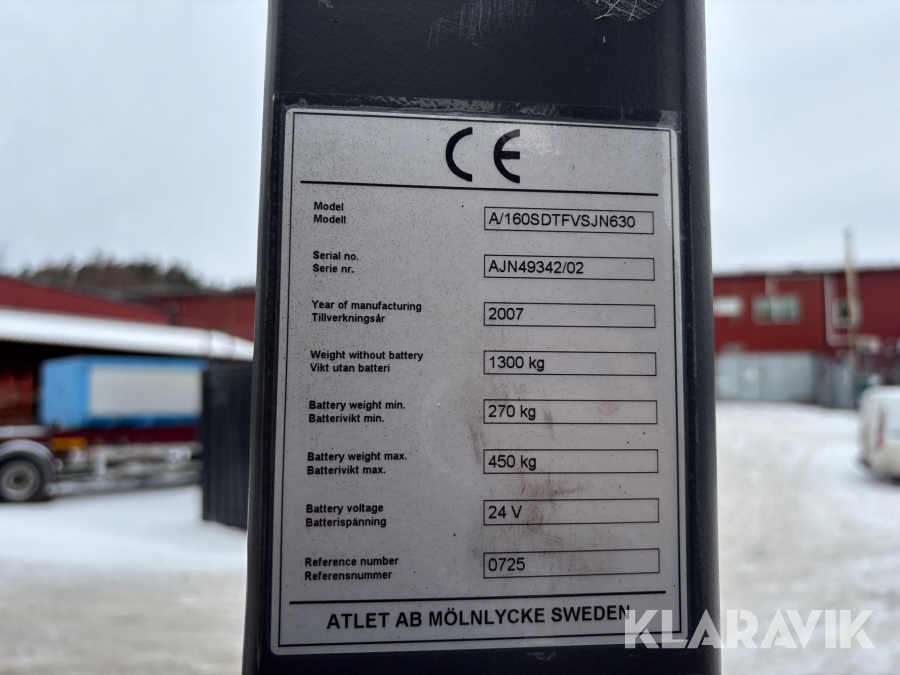 CE
Model
Modell
A/160SDTFVSJN630
Serial no.
Serie nr.
AJN49342/02
Year of manufacturing
Tillverkningsår
2007
Weight without battery
Vikt utan batteri
1300 kg
Battery weight min.
Batterivikt min.
270 kg
Battery weight max.
Batterivikt max.
450 kg
Battery voltage
Batterispänning
24 V
Reference number
Referensnummer
0725
ATLET AB MÖLNLYCKE SWEDEN
KLARAVIK